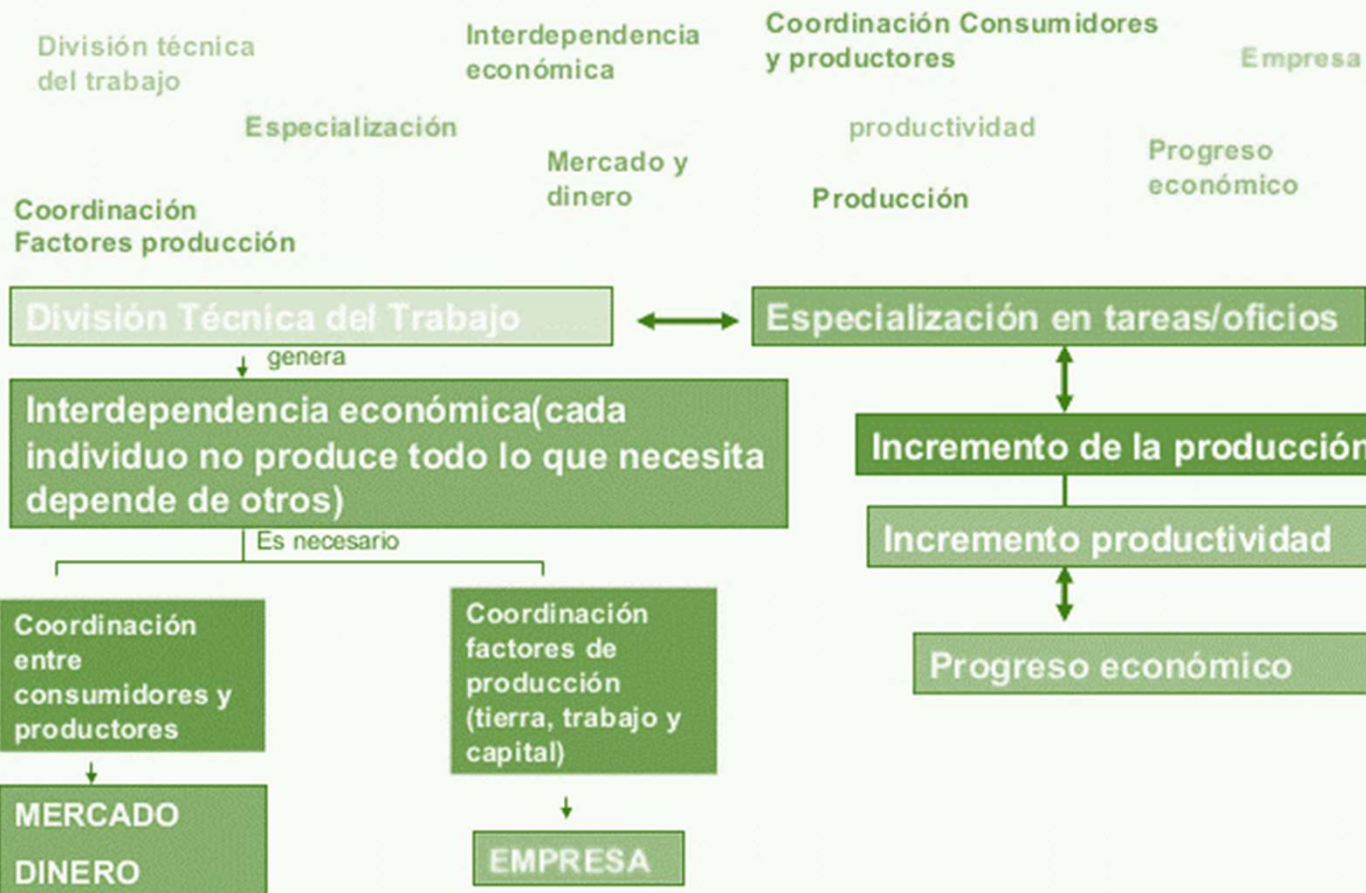 División técnica
del trabajo
Interdependencia
económica
Coordinación Consumidores
y productores
Empresa
Especialización
productividad
Mercado y
dinero
Progreso
económico
Producción
Coordinación
Factores producción
División Técnica del Trabajo
Especialización en tareas/oficios
genera
Interdependencia económica(cada
individuo no produce todo lo que necesita
depende de otros)
Incremento de la producción
Incremento productividad
Es necesario
Coordinación
entre
consumidores y
productores
Coordinación
factores de
producción
(tierra, trabajo y
capital)
Progreso económico
MERCADO
DINERO
EMPRESA